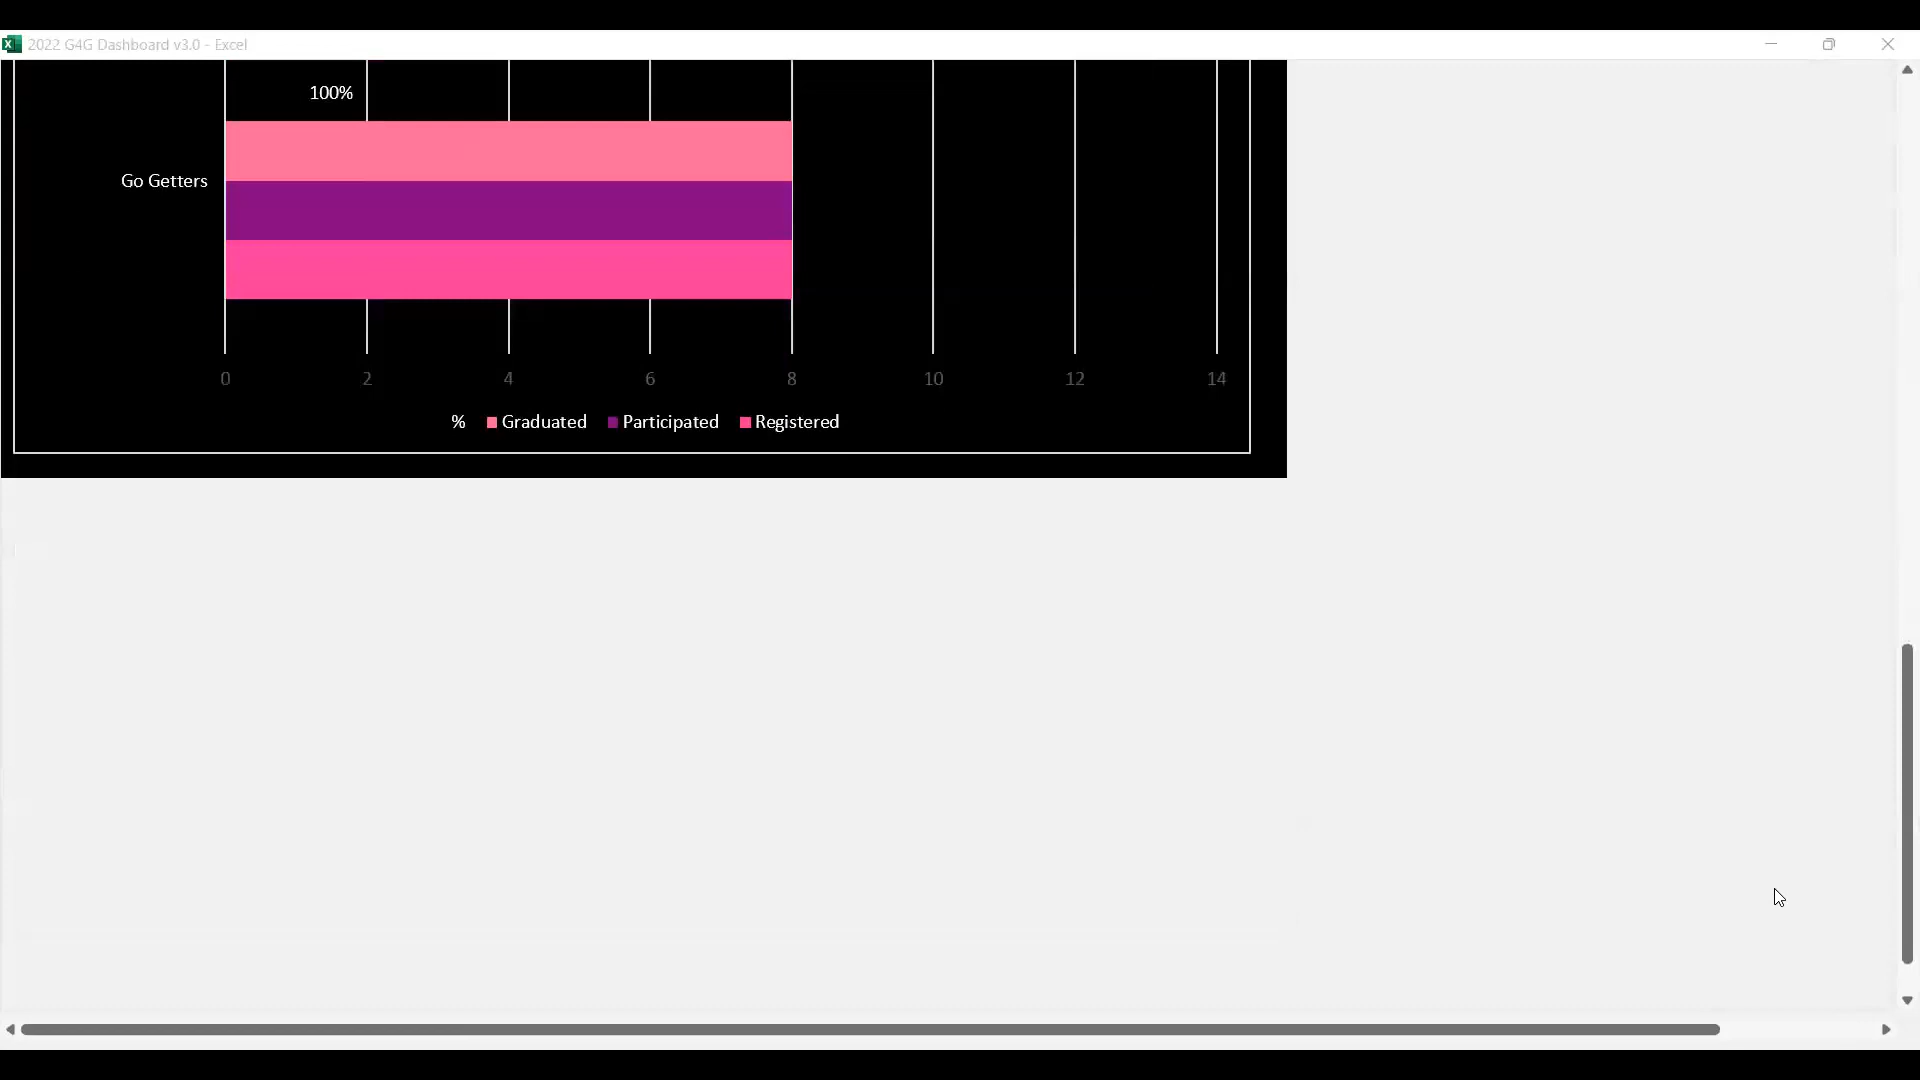 2022 G4G Dashboard v3.0 - Excel
100%
Go Getters
0 2 4 6 8 10 12 14
% Graduated Participated Registered